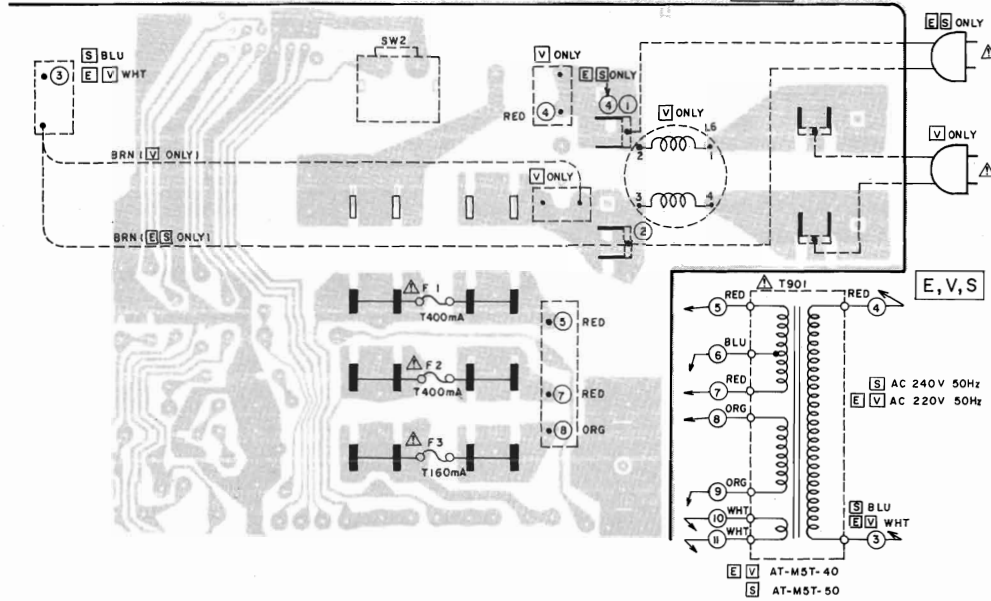 E S ONLY
SW2
S BLU
V ONLY
3
E V WHT
E S ONLY
4 1
V ONLY
RED 4
L6
V ONLY
2 1
BRN (V ONLY)
V ONLY
3 4
2
BRN (E S ONLY)
E, V, S
F1
T400mA
5 RED
T901
5 RED
RED 4
6 BLU
F2
T400mA
7 RED
7 RED
S AC 240V 50Hz
E V AC 220V 50Hz
8 ORG
8 ORG
F3
T160mA
9 ORG
S BLU
10 WHT
E V WHT
11 WHT
3
E V AT-M5T-40
S AT-M5T-50